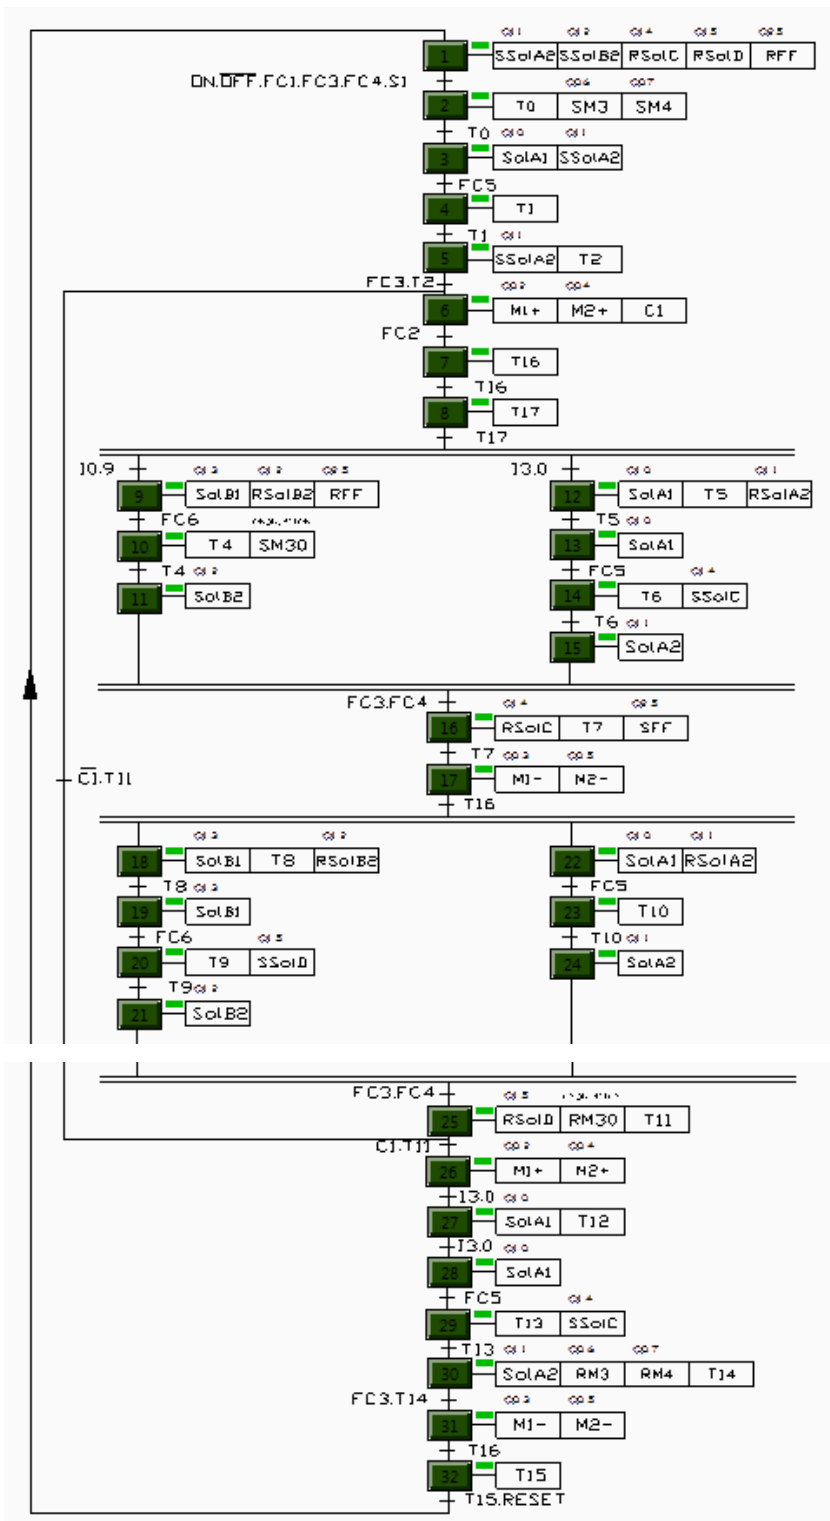 1 SSolA2 SSolB2 RSolC RSolD RFF
ON.OFF.FC1.FC3.FC4.S1
2 T0 SM3 SM4
T0
3 SolA1 SSolA2
FC5
4 T1
T1
5 SSolA2 T2
FC3.T2
6 M1+ M2+ C1
FC2
7 T16
T16
8 T17
T17
I0.9 I3.0
9 SolB1 RSolB2 RFF 12 SolA1 T5 RSolA2
FC6 T5
10 T4 SM30 13 SolA1
T4 FC5
11 SolB2 14 T6 SSolC
T6
15 SolA2
FC3.FC4
16 RSolC T7 SFF
T7
C1.T11 17 M1- M2-
T16
18 SolB1 T8 RSolB2 22 SolA1 RSolA2
T8 FC5
19 SolB1 23 T10
FC6 T10
20 T9 SSolD 24 SolA2
T9
21 SolB2
FC3.FC4
25 RSolD RM30 T11
C1.T11
26 M1+ M2+
I3.0
27 SolA1 T12
I3.0
28 SolA1
FC5
29 T13 SSolC
T13
30 SolA2 RM3 RM4 T14
FC3.T14
31 M1- M2-
T16
32 T15
T15.RESET